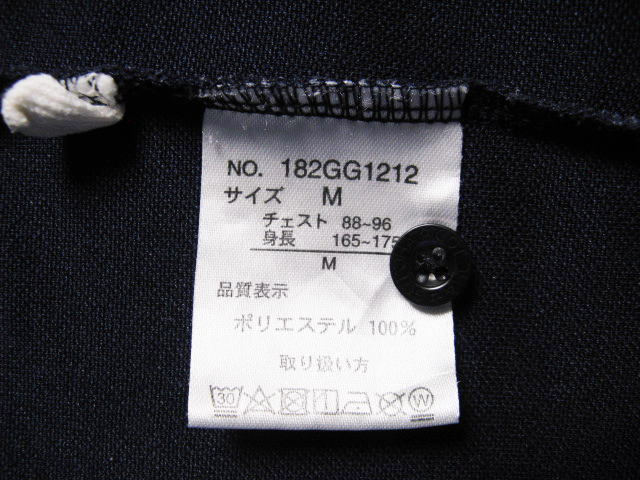 NO. 182GG1212
サイズ M
チェスト 88~96
身長 165~175
M
品質表示
ポリエステル 100%
取り扱い方
30 W